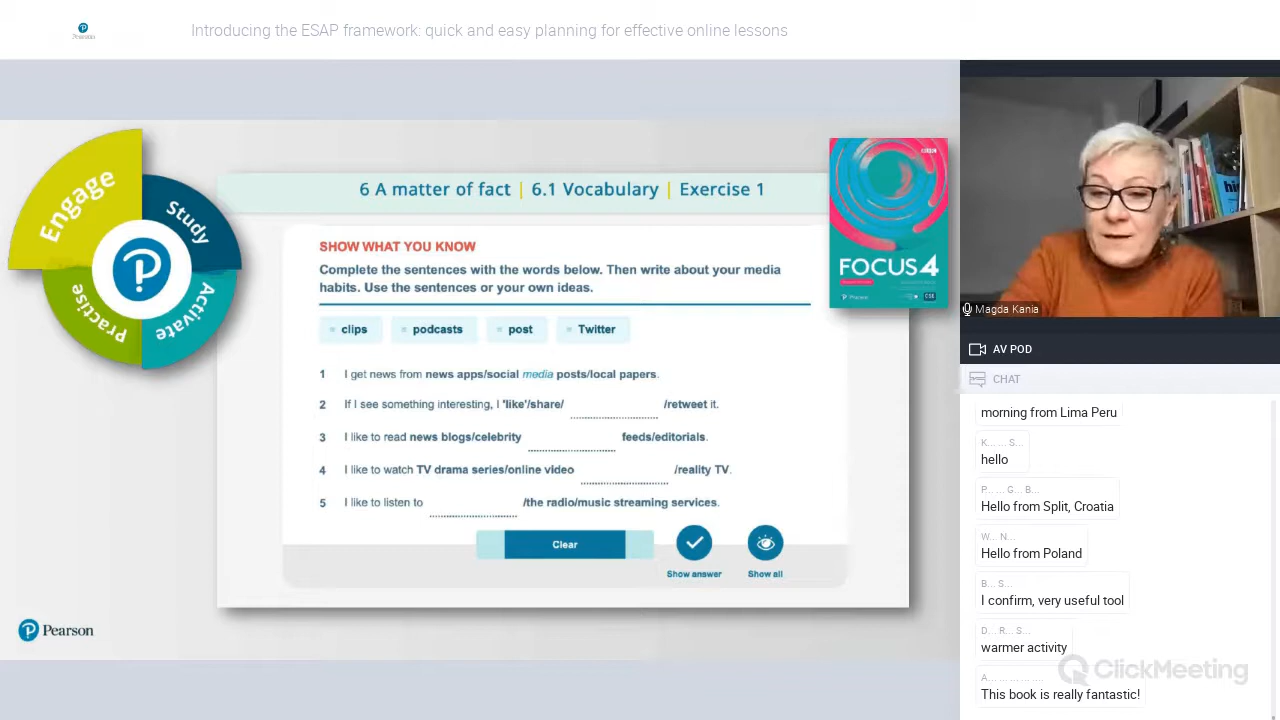 Pearson
Introducing the ESAP framework: quick and easy planning for effective online lessons
Engage
Study
Practise
Activate
6 A matter of fact | 6.1 Vocabulary | Exercise 1
SHOW WHAT YOU KNOW
Complete the sentences with the words below. Then write about your media
habits. Use the sentences or your own ideas.
clips podcasts post Twitter
1 I get news from news apps/social media posts/local papers.
2 If I see something interesting, I 'like'/share/ /retweet it.
3 I like to read news blogs/celebrity feeds/editorials.
4 I like to watch TV drama series/online video /reality TV.
5 I like to listen to /the radio/music streaming services.
Clear
Show answer
Show all
FOCUS 4
Pearson
Pearson
Magda Kania
AV POD
CHAT
morning from Lima Peru
K... ... S...
hello
P... ... G... B...
Hello from Split, Croatia
W... N...
Hello from Poland
B... S...
I confirm, very useful tool
D... R... S...
warmer activity
A... ... ... ... ....
This book is really fantastic!
ClickMeeting